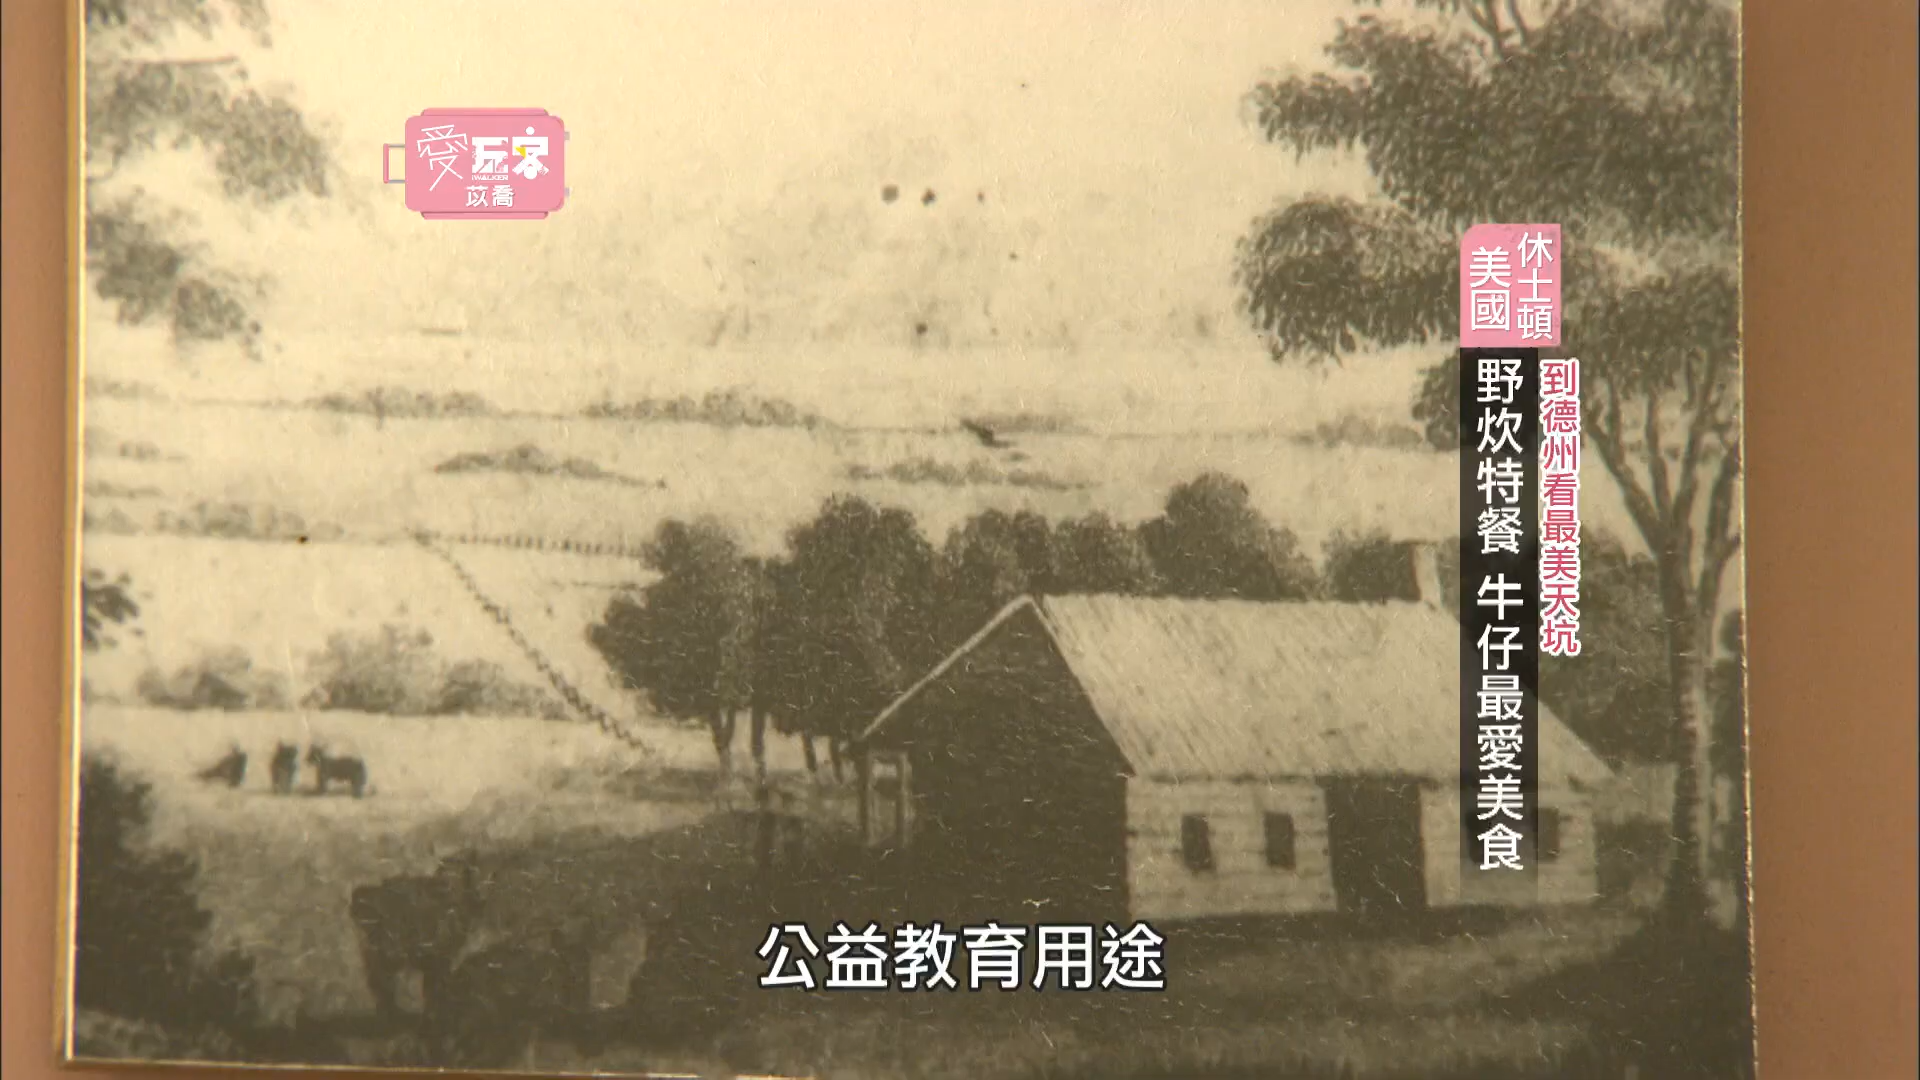 愛玩家
iWALKER
苡喬
休士頓
美國
到德州看最美天坑
野炊特餐 牛仔最愛美食
公益教育用途